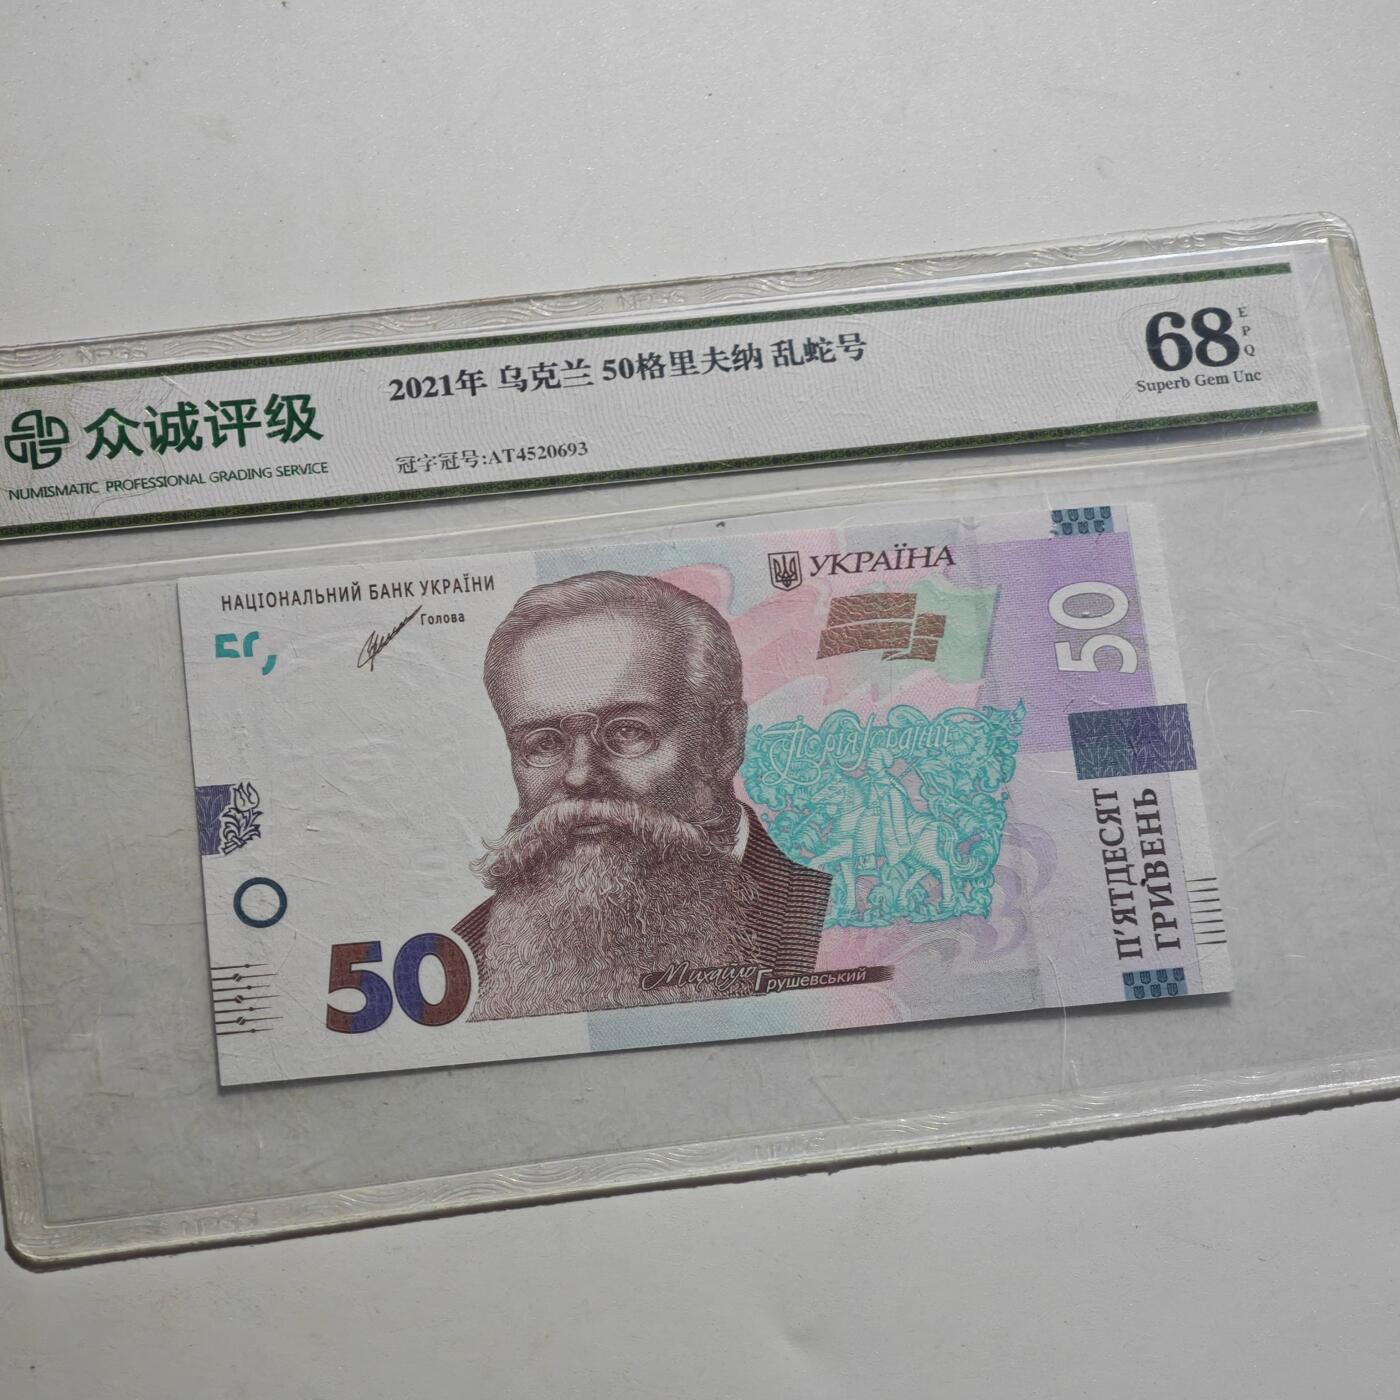 众诚评级
NUMISMATIC PROFESSIONAL GRADING SERVICE
2021年 乌克兰 50格里夫纳 乱蛇号
冠字冠号:AT4520693
68
EPQ
Superb Gem Unc
НАЦІОНАЛЬНИЙ БАНК УКРАЇНИ
Голова
УКРАЇНА
50
П'ЯТДЕСЯТ
ГРИВЕНЬ
50
Михайло Грушевський